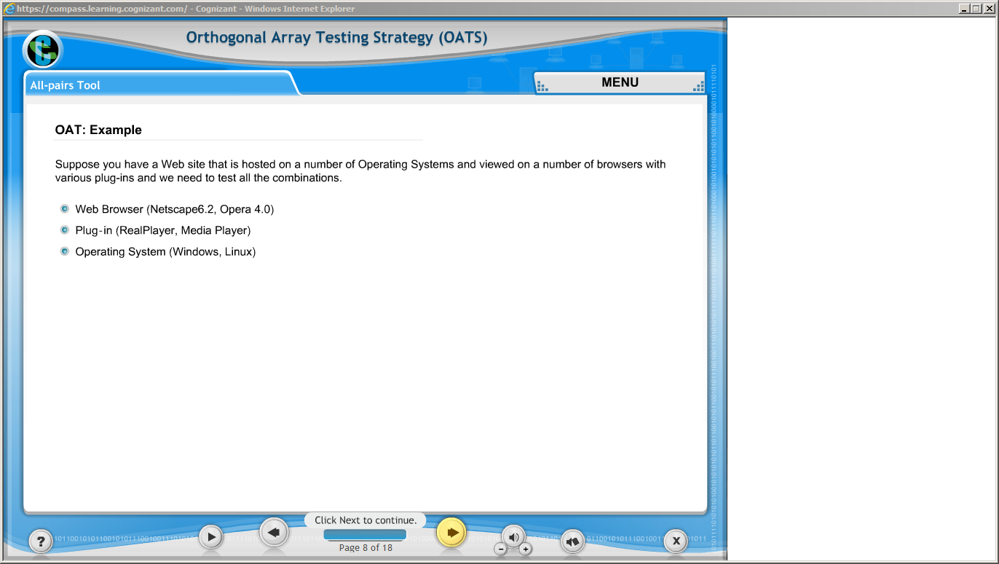 https://compass.learning.cognizant.com/ - Cognizant - Windows Internet Explorer
Orthogonal Array Testing Strategy (OATS)
All-pairs Tool
MENU
OAT: Example
Suppose you have a Web site that is hosted on a number of Operating Systems and viewed on a number of browsers with
various plug-ins and we need to test all the combinations.
Web Browser (Netscape6.2, Opera 4.0)
Plug-in (RealPlayer, Media Player)
Operating System (Windows, Linux)
Click Next to continue.
Page 8 of 18
?
X